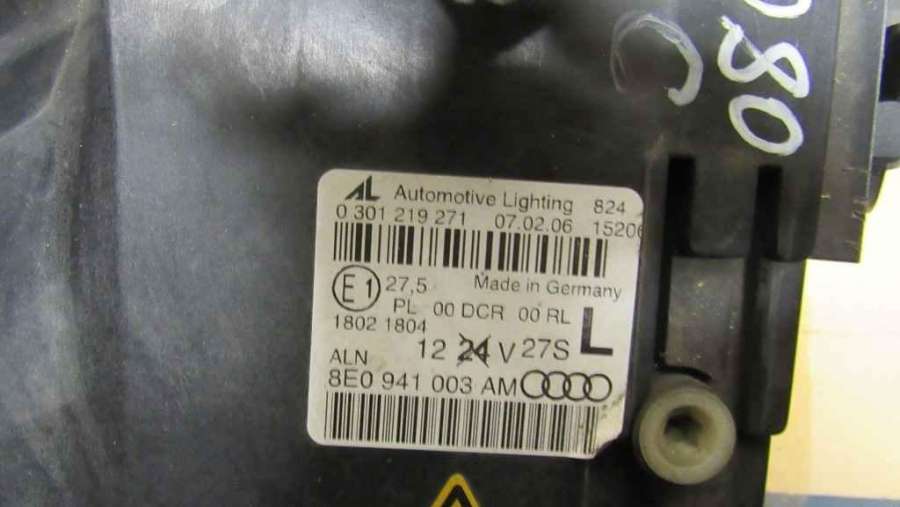 080
AL Automotive Lighting 824
0 301 219 271 07.02.06 15206
E1 27,5 Made in Germany
PL 00 DCR 00 RL
1802 1804 L
12 24 V 27S
ALN
8E0 941 003 AM